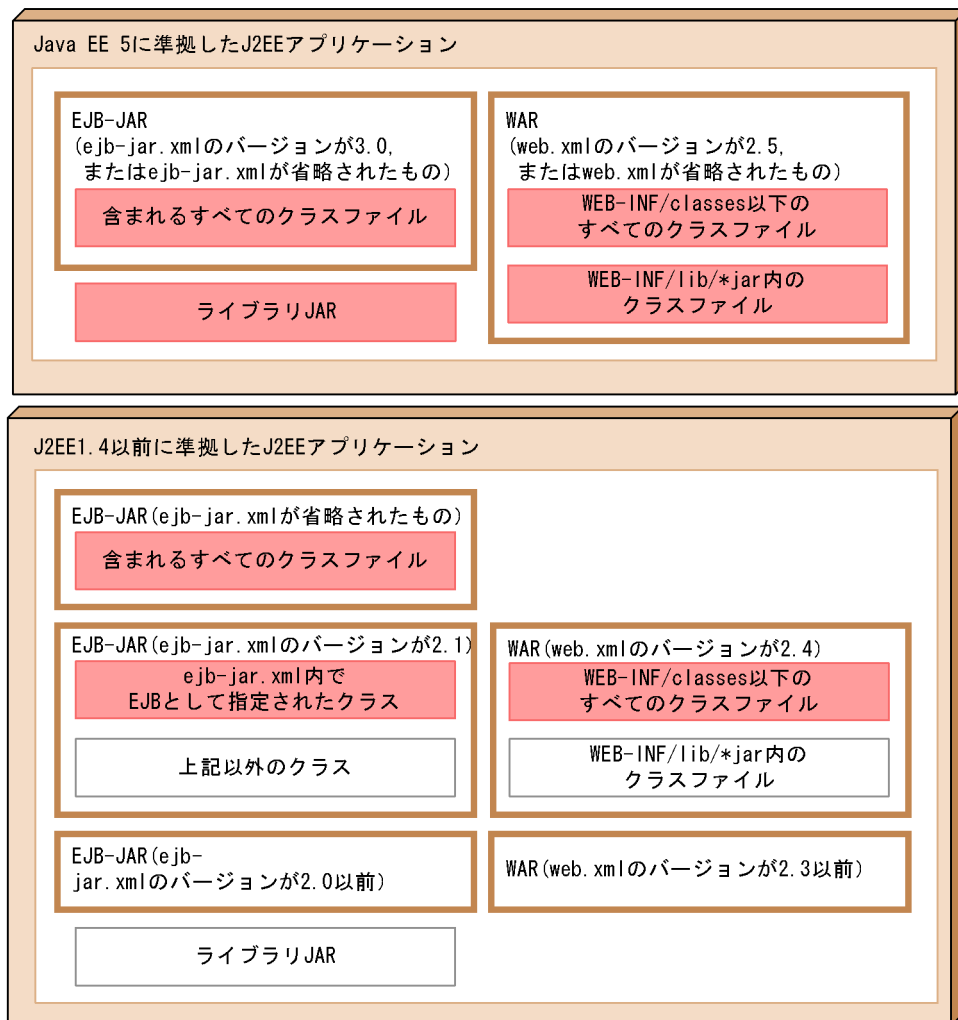 Java EE 5に準拠したJ2EEアプリケーション
EJB-JAR
(ejb-jar.xmlのバージョンが3.0,
またはejb-jar.xmlが省略されたもの)
含まれるすべてのクラスファイル
ライブラリJAR
WAR
(web.xmlのバージョンが2.5,
またはweb.xmlが省略されたもの)
WEB-INF/classes以下の
すべてのクラスファイル
WEB-INF/lib/*jar内の
クラスファイル
J2EE1.4以前に準拠したJ2EEアプリケーション
EJB-JAR(ejb-jar.xmlが省略されたもの)
含まれるすべてのクラスファイル
EJB-JAR(ejb-jar.xmlのバージョンが2.1)
ejb-jar.xml内で
EJBとして指定されたクラス
上記以外のクラス
WAR(web.xmlのバージョンが2.4)
WEB-INF/classes以下の
すべてのクラスファイル
WEB-INF/lib/*jar内の
クラスファイル
EJB-JAR(ejb-
jar.xmlのバージョンが2.0以前)
WAR(web.xmlのバージョンが2.3以前)
ライブラリJAR